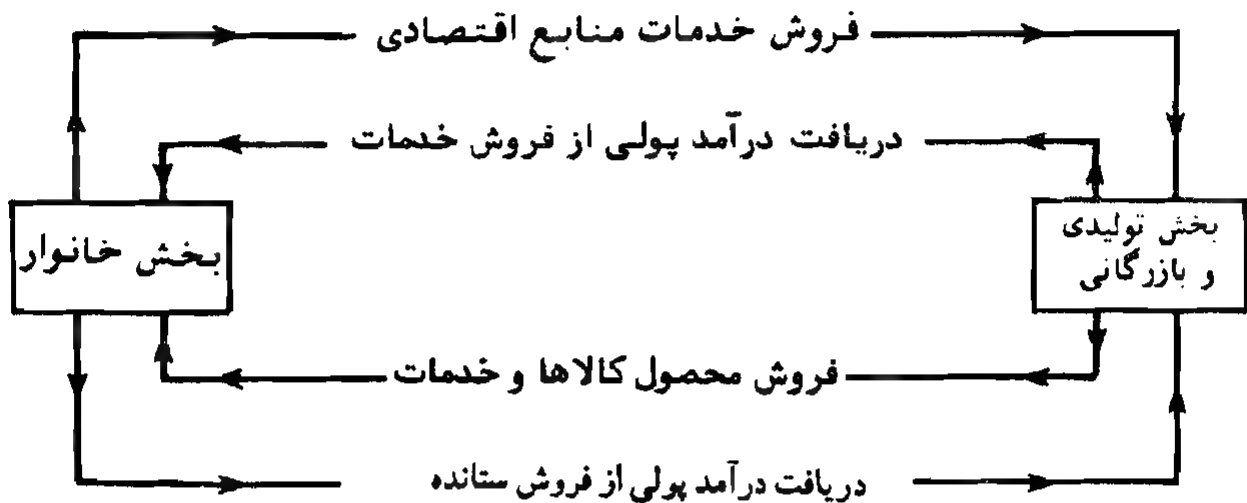 فروش خدمات منابع اقتصادی
دریافت درآمد پولی از فروش خدمات
بخش تولیدی
و بازرگانی
بخش خانوار
فروش محصول کالاها و خدمات
دریافت درآمد پولی از فروش ستانده